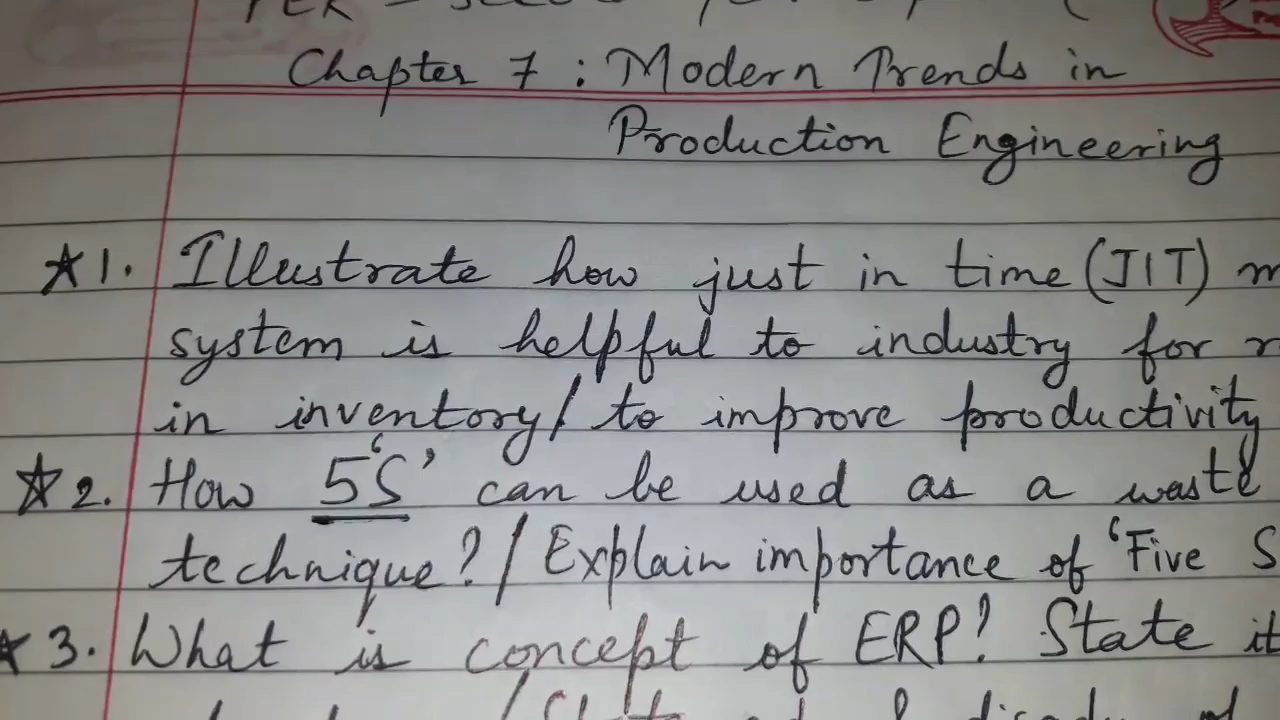 Chapter 7 : Modern Trends in
Production Engineering
★1. Illustrate how just in time (JIT)
system is helpful to industry for
in inventory/ to improve productivity
★2. How 5'S' can be used as a waste
technique? / Explain importance of 'Five S
★3. What is concept of ERP? State it